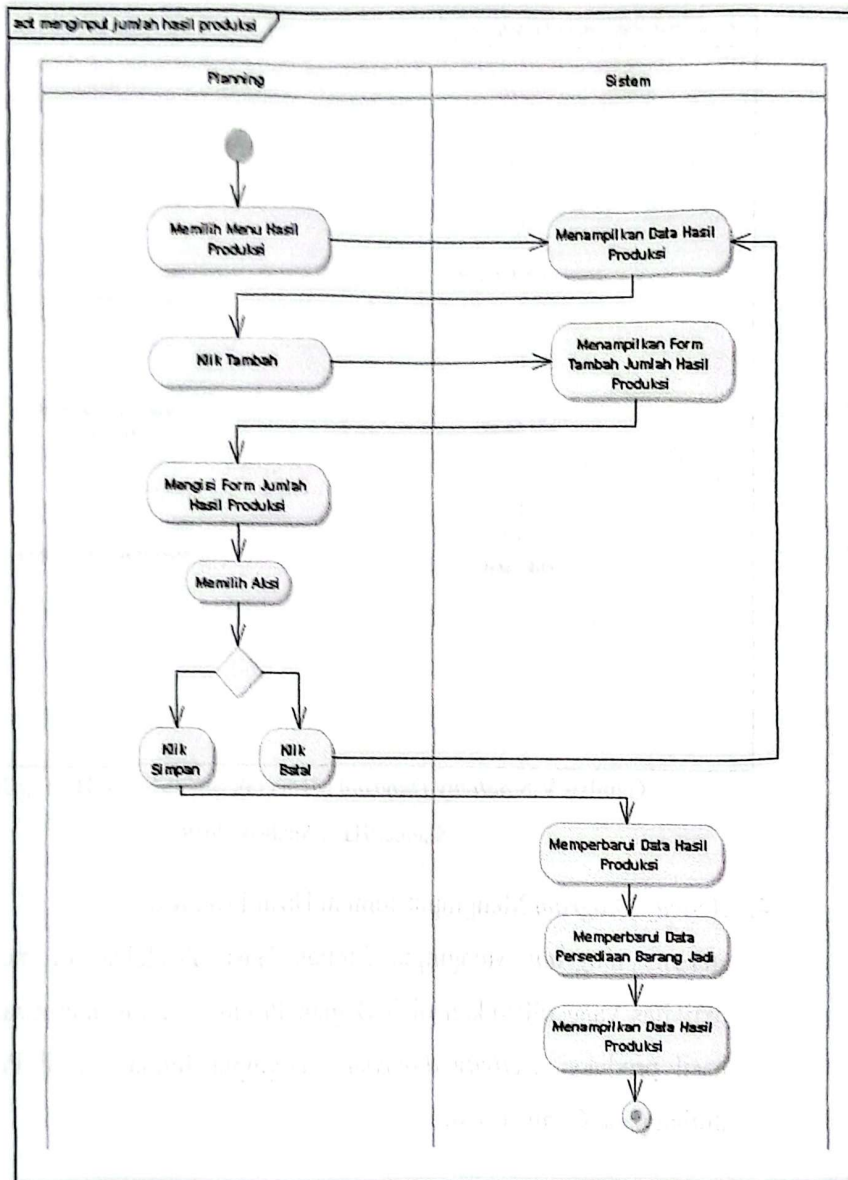 act menginput jumlah hasil produksi
Planning
Sistem
Memilih Menu Hasil
Produksi
Menampilkan Data Hasil
Produksi
Klik Tambah
Menampilkan Form
Tambah Jumlah Hasil
Produksi
Mengisi Form Jumlah
Hasil Produksi
Memilih Aksi
Klik
Simpan
Klik
Batal
Memperbarui Data Hasil
Produksi
Memperbarui Data
Persediaan Barang Jadi
Menampilkan Data Hasil
Produksi